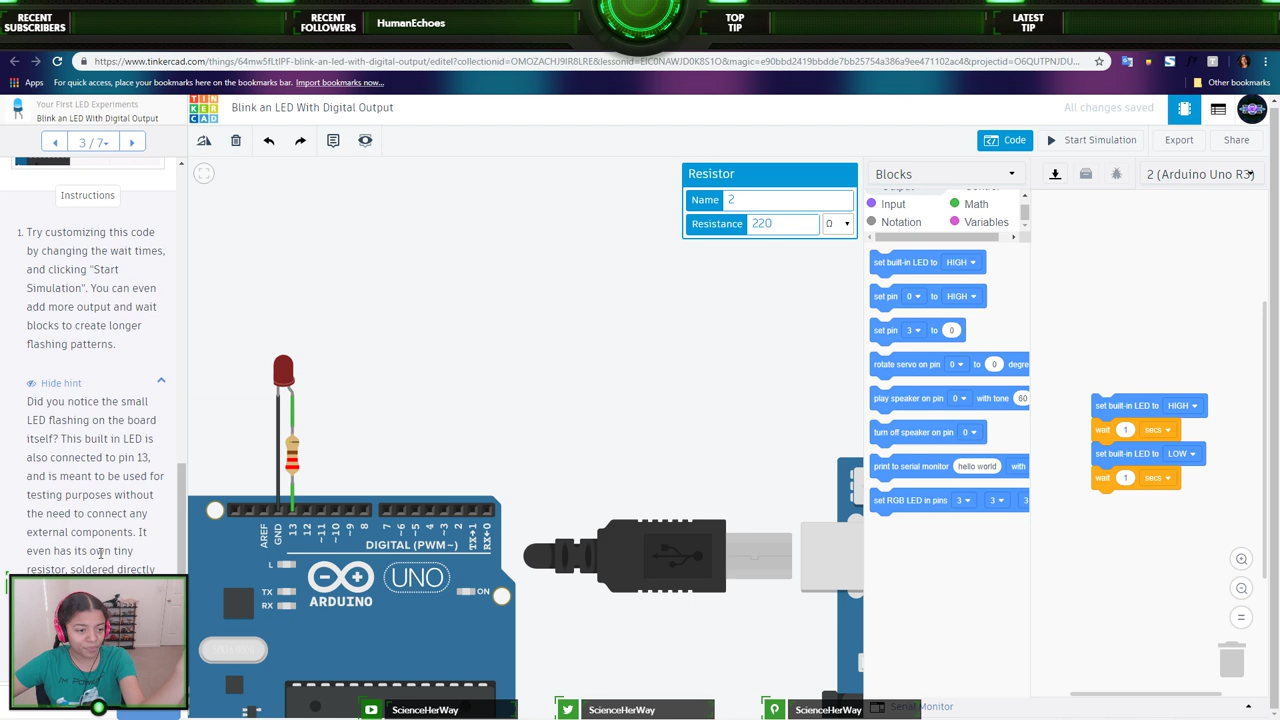 RECENT
SUBSCRIBERS
RECENT
FOLLOWERS
HumanEchoes
TOP
TIP
LATEST
TIP
Apps
For quick access, place your bookmarks here on the bookmarks bar. Import bookmarks now...
Other bookmarks
Your First LED Experiments
Blink an LED With Digital Output
TIN
KER
CAD
Blink an LED With Digital Output
All changes saved
3 / 7
Code
Start Simulation
Export
Share
Instructions
1. Try customizing this code
by changing the wait times,
and clicking "Start
Simulation". You can even
add more output and wait
blocks to create longer
flashing patterns.
Hide hint
Did you notice the small
LED flashing on the board
itself? This built in LED is
also connected to pin 13,
and is meant to be used for
testing purposes without
the need to connect any
external components. It
even has its own tiny
resistor, soldered directly
Resistor
Name 2
Resistance 220 Ω
Blocks
2 (Arduino Uno R3)
Input
Math
Notation
Variables
set built-in LED to HIGH
set pin 0 to HIGH
set pin 3 to 0
rotate servo on pin 0 to 0 degre
play speaker on pin 0 with tone 60
turn off speaker on pin 0
print to serial monitor hello world with
set RGB LED in pins 3 3 3
set built-in LED to HIGH
wait 1 secs
set built-in LED to LOW
wait 1 secs
AREF
GND
13
12
~11
~10
~9
8
7
~6
~5
4
~3
2
TX→1
RX←0
DIGITAL (PWM~)
L
TX
RX
UNO
ARDUINO
ON
Serial Monitor
ScienceHerWay
ScienceHerWay
ScienceHerWay